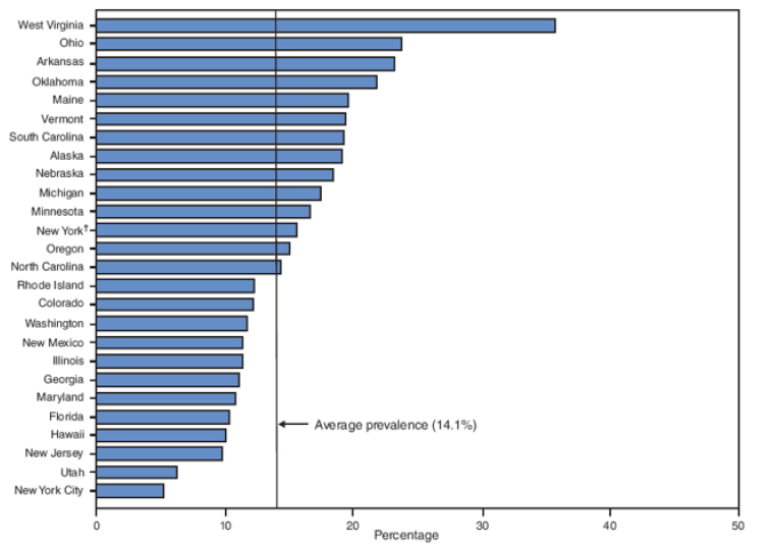 West Virginia
Ohio
Arkansas
Oklahoma
Maine
Vermont
South Carolina
Alaska
Nebraska
Michigan
Minnesota
New York†
Oregon
North Carolina
Rhode Island
Colorado
Washington
New Mexico
Illinois
Georgia
Maryland
Florida
Average prevalence (14.1%)
Hawaii
New Jersey
Utah
New York City
0 10 20 30 40 50
Percentage